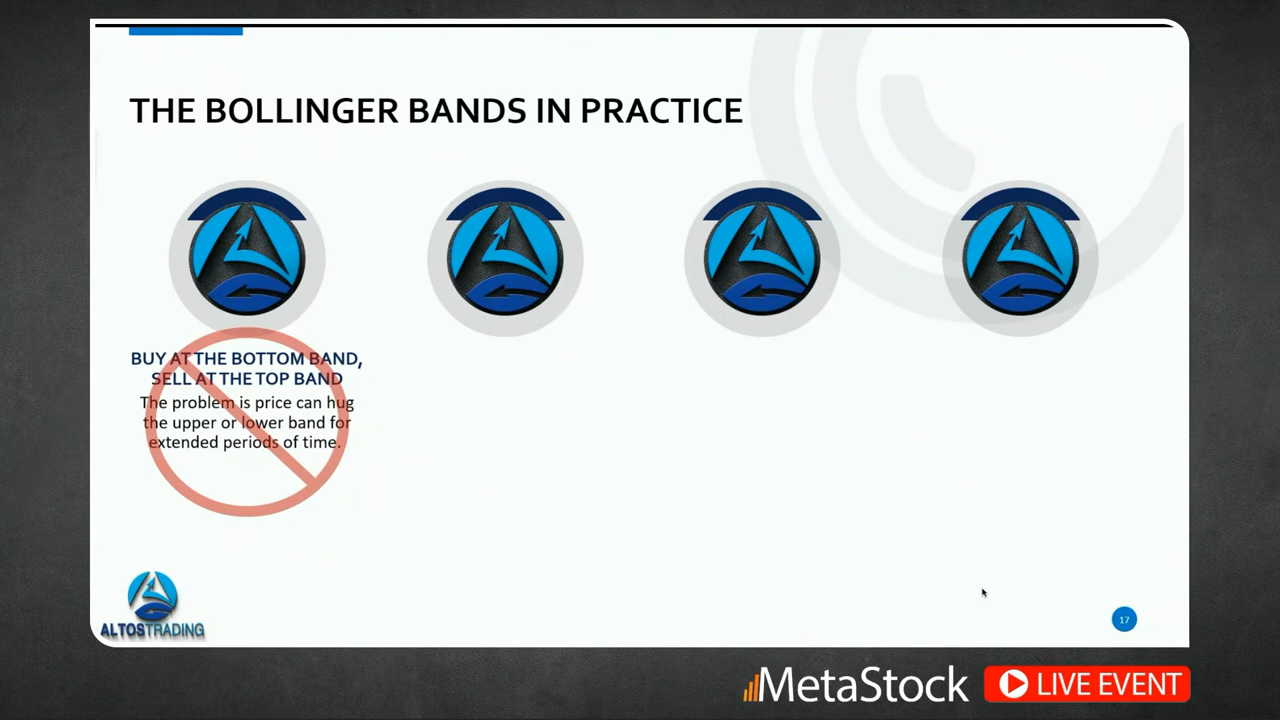 THE BOLLINGER BANDS IN PRACTICE
BUY AT THE BOTTOM BAND,
SELL AT THE TOP BAND
The problem is price can hug
the upper or lower band for
extended periods of time.
ALTOSTRADING
17
MetaStock
LIVE EVENT